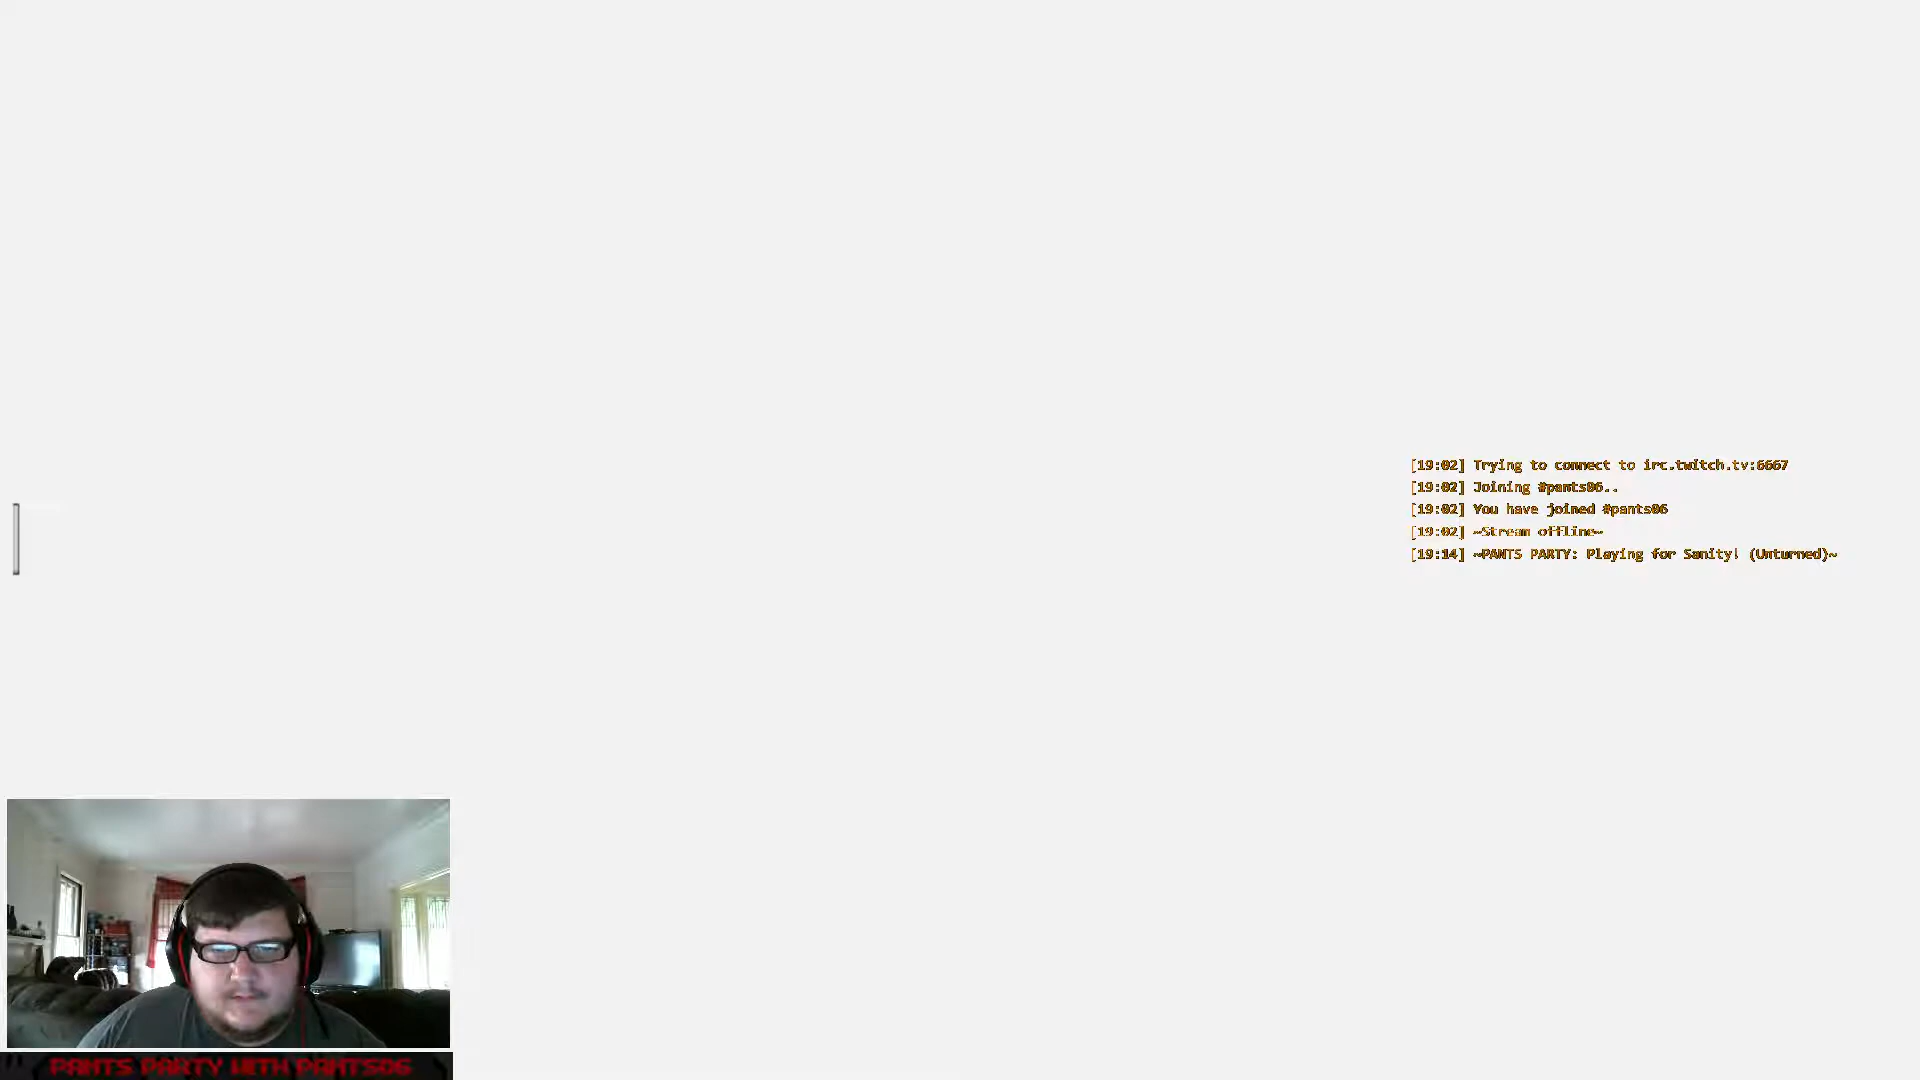 [19:02] Trying to connect to irc.twitch.tv:6667
[19:02] Joining #pants06..
[19:02] You have joined #pants06
[19:02] ~Stream offline~
[19:14] ~PANTS PARTY: Playing for Sanity! (Unturned)~
PANTS PARTY WITH PANTS06